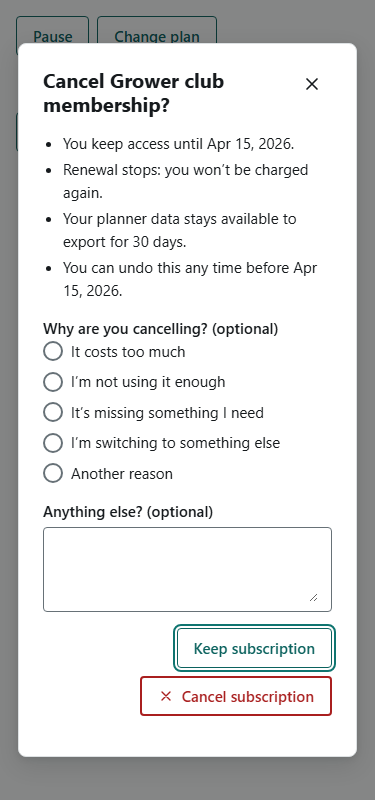 Pause Change plan
Cancel Grower club
membership?
You keep access until Apr 15, 2026.
Renewal stops: you won’t be charged
again.
Your planner data stays available to
export for 30 days.
You can undo this any time before Apr
15, 2026.
Why are you cancelling? (optional)
It costs too much
I’m not using it enough
It’s missing something I need
I’m switching to something else
Another reason
Anything else? (optional)
Keep subscription
Cancel subscription